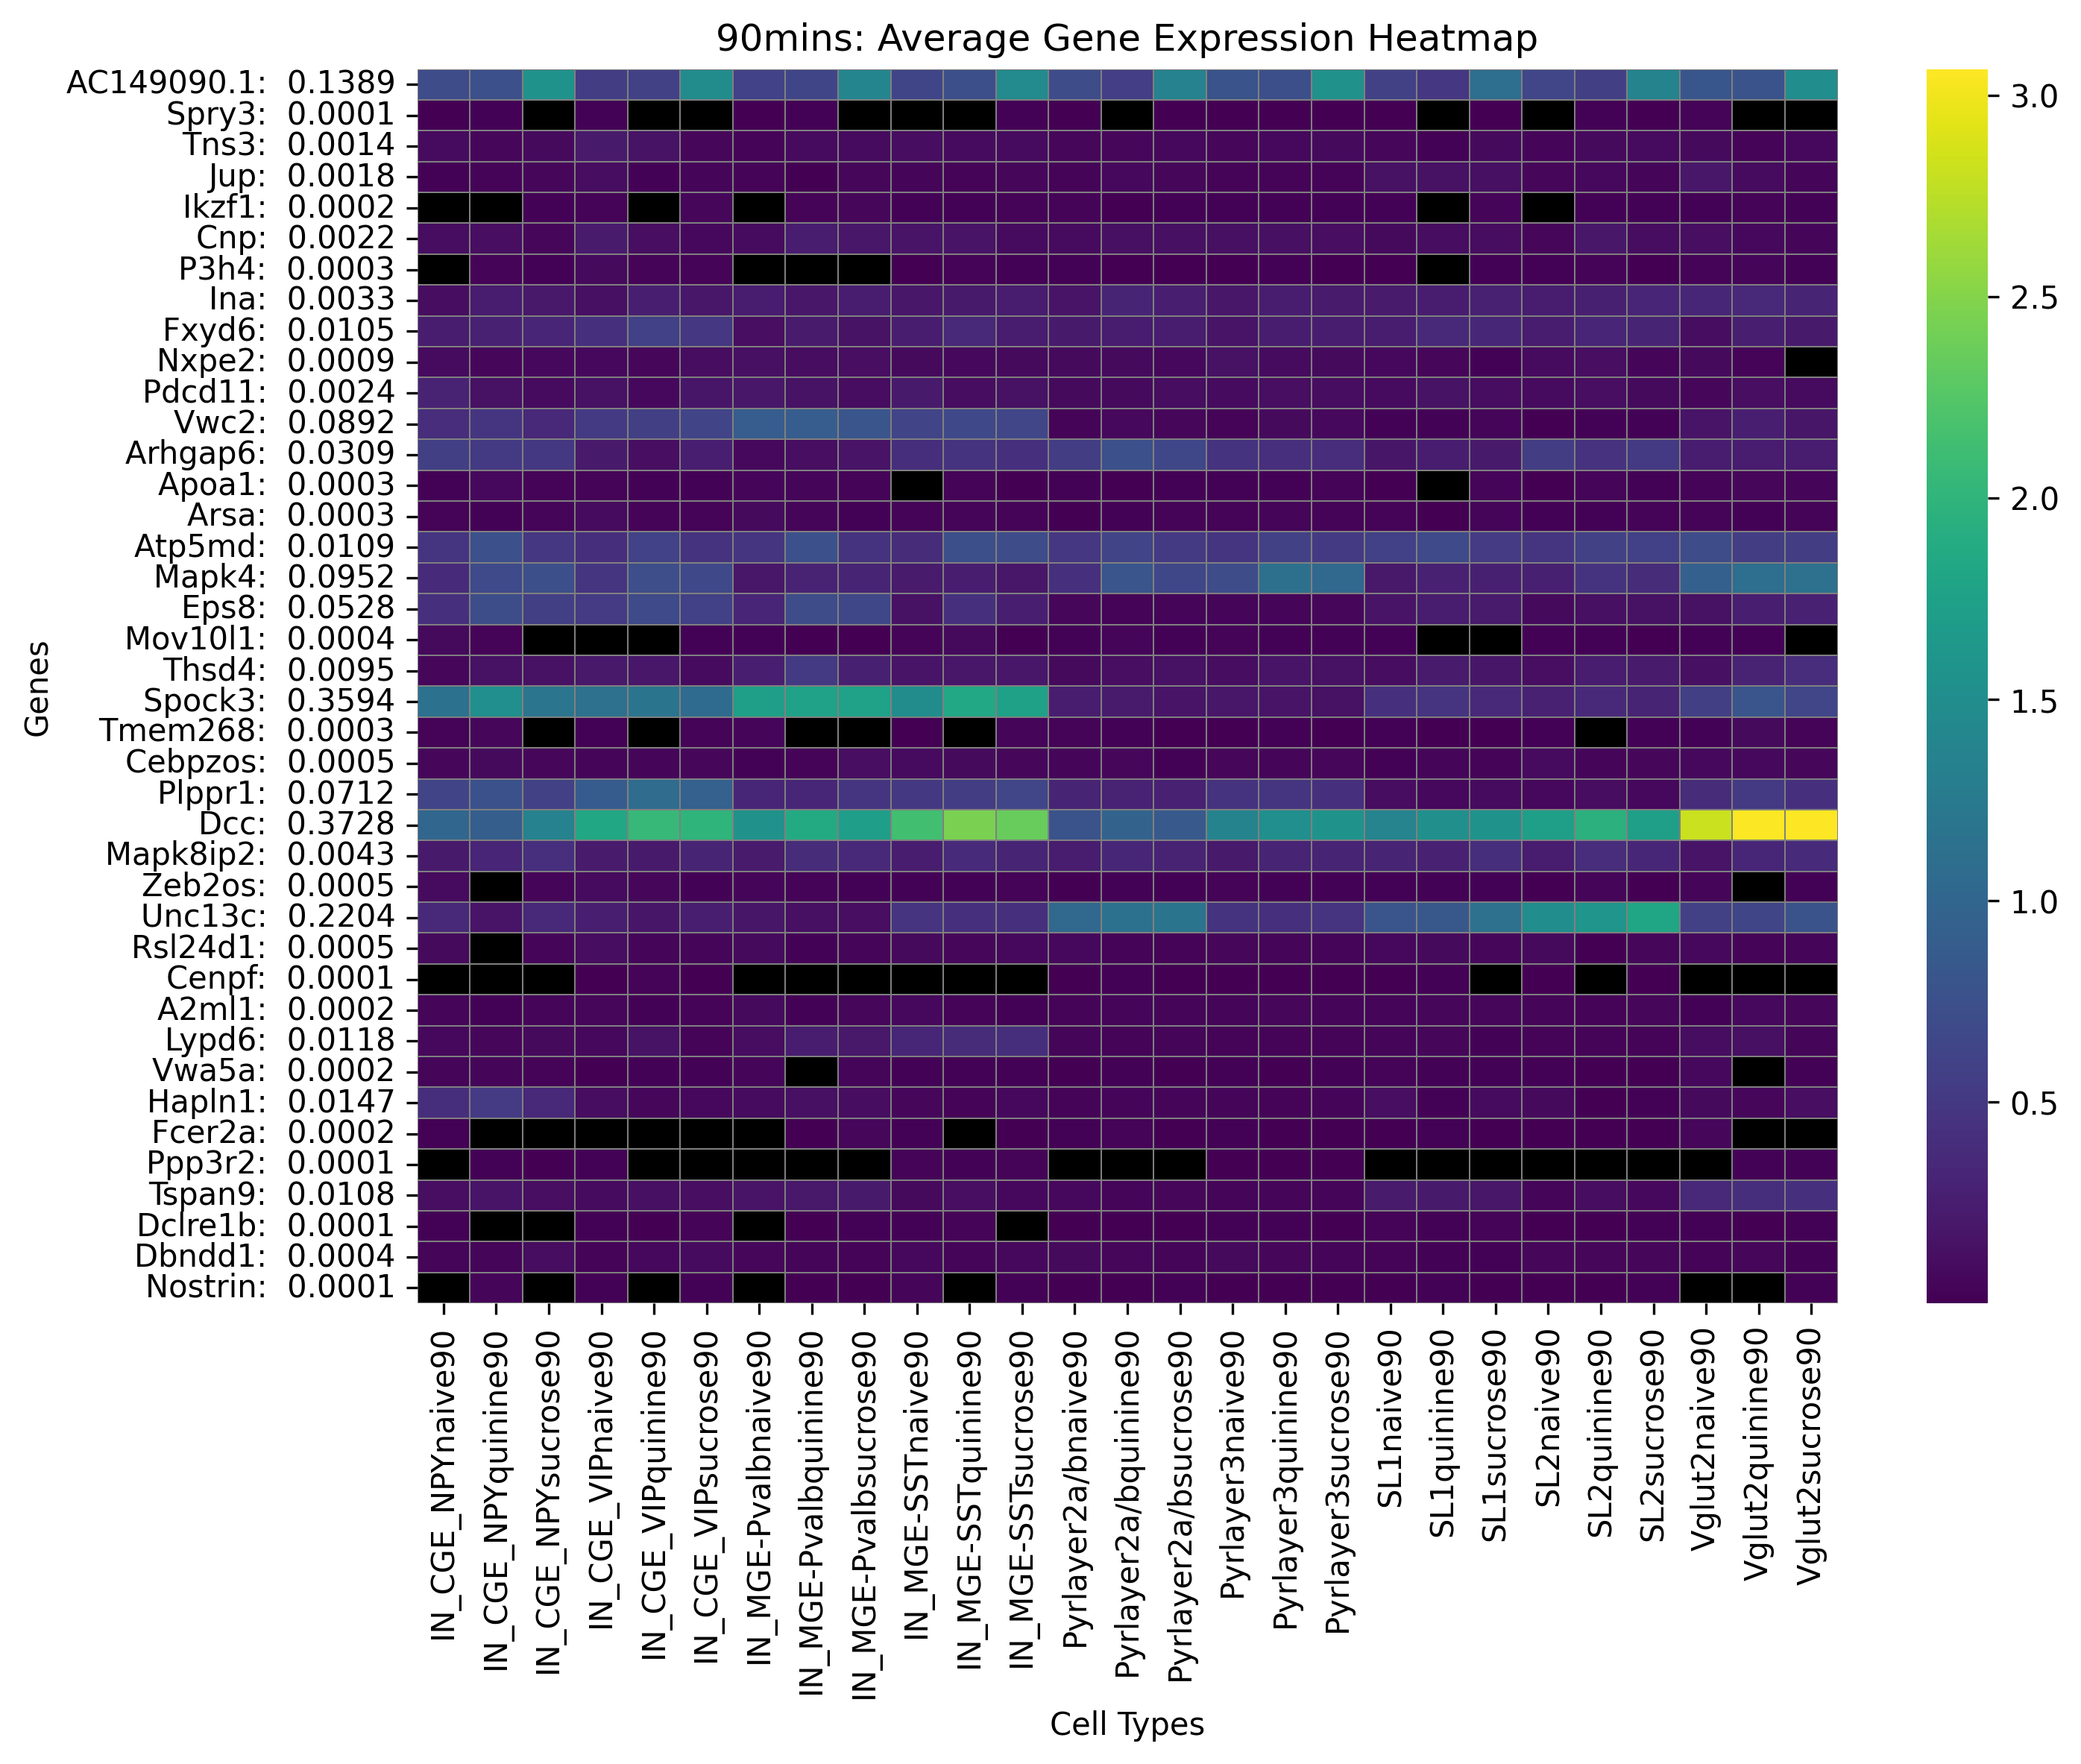 90mins: Average Gene Expression Heatmap
AC149090.1: 0.1389
Spry3: 0.0001
Tns3: 0.0014
Jup: 0.0018
Ikzf1: 0.0002
Cnp: 0.0022
P3h4: 0.0003
Ina: 0.0033
Fxyd6: 0.0105
Nxpe2: 0.0009
Pdcd11: 0.0024
Vwc2: 0.0892
Arhgap6: 0.0309
Apoa1: 0.0003
Arsa: 0.0003
Atp5md: 0.0109
Mapk4: 0.0952
Eps8: 0.0528
Mov10l1: 0.0004
Thsd4: 0.0095
Spock3: 0.3594
Tmem268: 0.0003
Cebpzos: 0.0005
Plppr1: 0.0712
Dcc: 0.3728
Mapk8ip2: 0.0043
Zeb2os: 0.0005
Unc13c: 0.2204
Rsl24d1: 0.0005
Cenpf: 0.0001
A2ml1: 0.0002
Lypd6: 0.0118
Vwa5a: 0.0002
Hapln1: 0.0147
Fcer2a: 0.0002
Ppp3r2: 0.0001
Tspan9: 0.0108
Dclre1b: 0.0001
Dbndd1: 0.0004
Nostrin: 0.0001
Genes
IN_CGE_NPYnaive90
IN_CGE_NPYquinine90
IN_CGE_NPYsucrose90
IN_CGE_VIPnaive90
IN_CGE_VIPquinine90
IN_CGE_VIPsucrose90
IN_MGE-Pvalbnaive90
IN_MGE-Pvalbquinine90
IN_MGE-Pvalbsucrose90
IN_MGE-SSTnaive90
IN_MGE-SSTquinine90
IN_MGE-SSTsucrose90
Pyrlayer2a/bnaive90
Pyrlayer2a/bquinine90
Pyrlayer2a/bsucrose90
Pyrlayer3naive90
Pyrlayer3quinine90
Pyrlayer3sucrose90
SL1naive90
SL1quinine90
SL1sucrose90
SL2naive90
SL2quinine90
SL2sucrose90
Vglut2naive90
Vglut2quinine90
Vglut2sucrose90
Cell Types
3.0
2.5
2.0
1.5
1.0
0.5